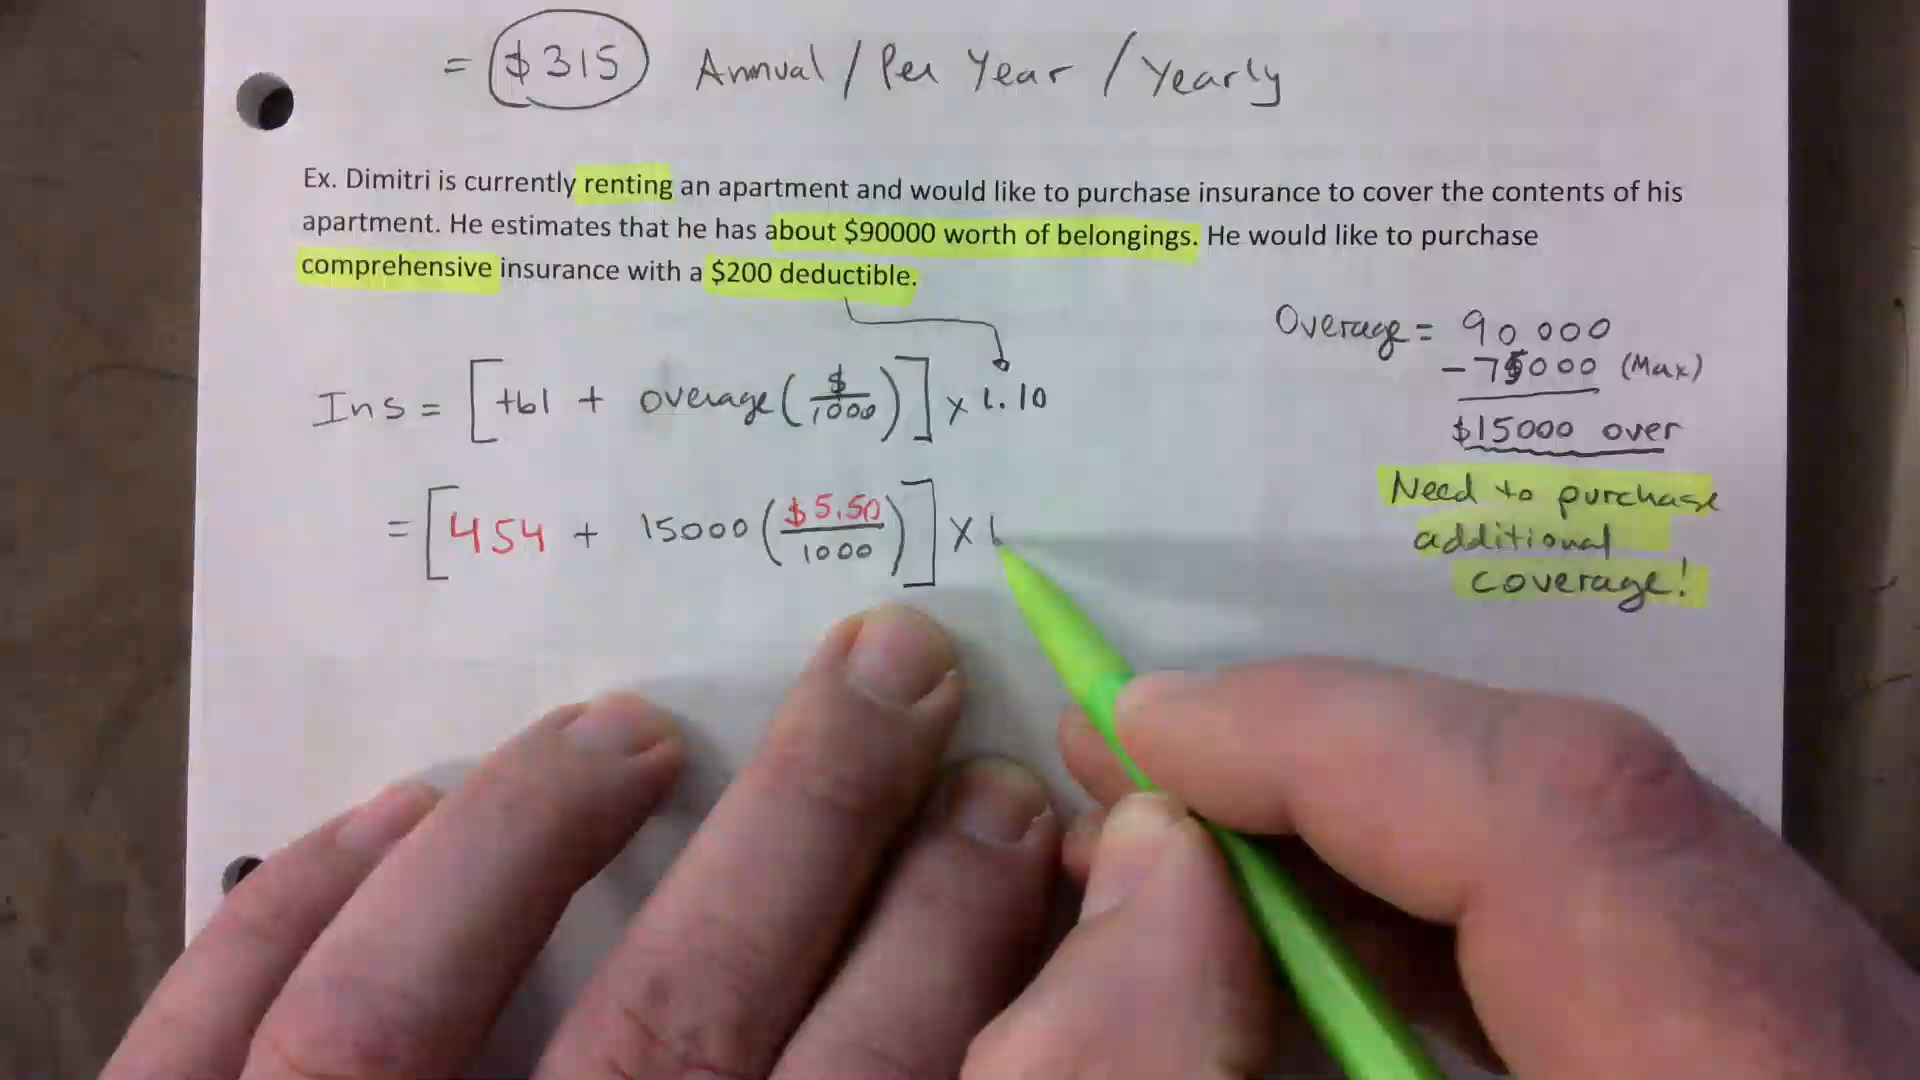 = $315 Annual / Per Year / Yearly
Ex. Dimitri is currently renting an apartment and would like to purchase insurance to cover the contents of his
apartment. He estimates that he has about $90000 worth of belongings. He would like to purchase
comprehensive insurance with a $200 deductible.
Overage = 90 000
- 75000 (Max)
$15000 over
Need to purchase
additional
coverage!
Ins = [tbl + overage($/1000)] x 1.10
= [454 + 15000($5.50/1000)] x 1